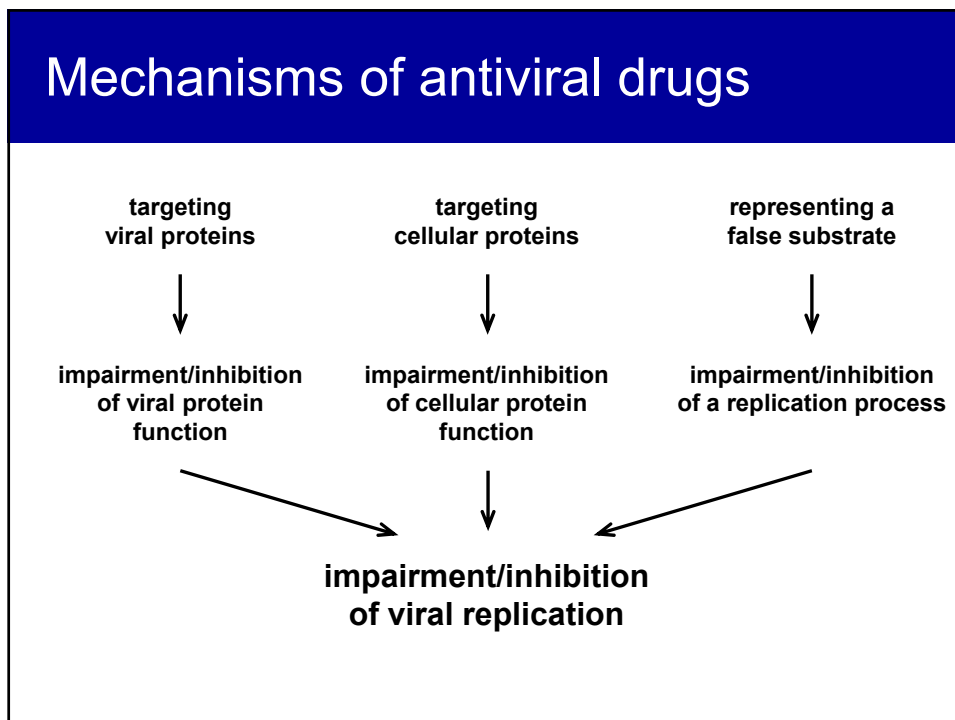 Mechanisms of antiviral drugs
targeting
viral proteins
targeting
cellular proteins
representing a
false substrate
impairment/inhibition
of viral protein
function
impairment/inhibition
of cellular protein
function
impairment/inhibition
of a replication process
impairment/inhibition
of viral replication